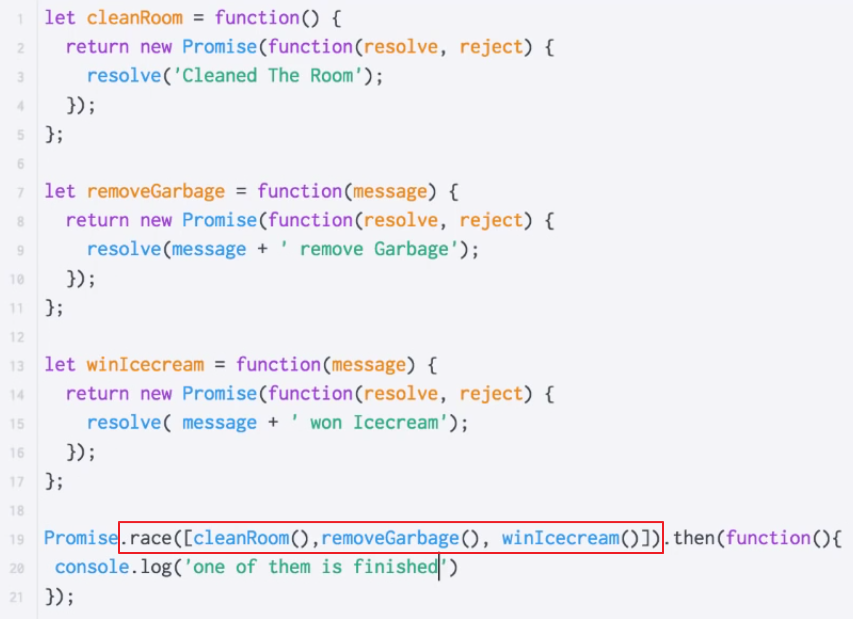 1 let cleanRoom = function() {
2 return new Promise(function(resolve, reject) {
3 resolve('Cleaned The Room');
4 });
5 };
6
7 let removeGarbage = function(message) {
8 return new Promise(function(resolve, reject) {
9 resolve(message + ' remove Garbage');
10 });
11 };
12
13 let winIcecream = function(message) {
14 return new Promise(function(resolve, reject) {
15 resolve( message + ' won Icecream');
16 });
17 };
18
19 Promise.race([cleanRoom(),removeGarbage(), winIcecream()]).then(function(){
20 console.log('one of them is finished')
21 });